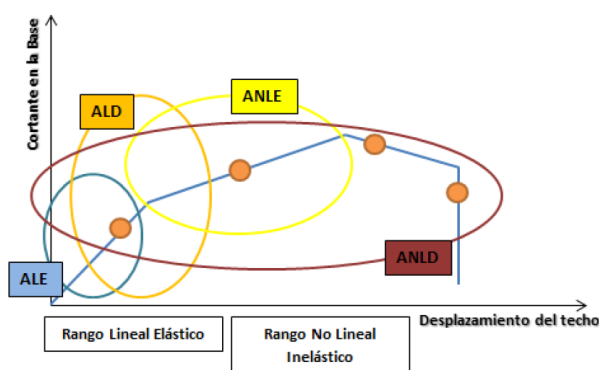 Cortante en la Base
ALD
ANLE
ALE
ANLD
Desplazamiento del techo
Rango Lineal Elástico
Rango No Lineal
Inelástico